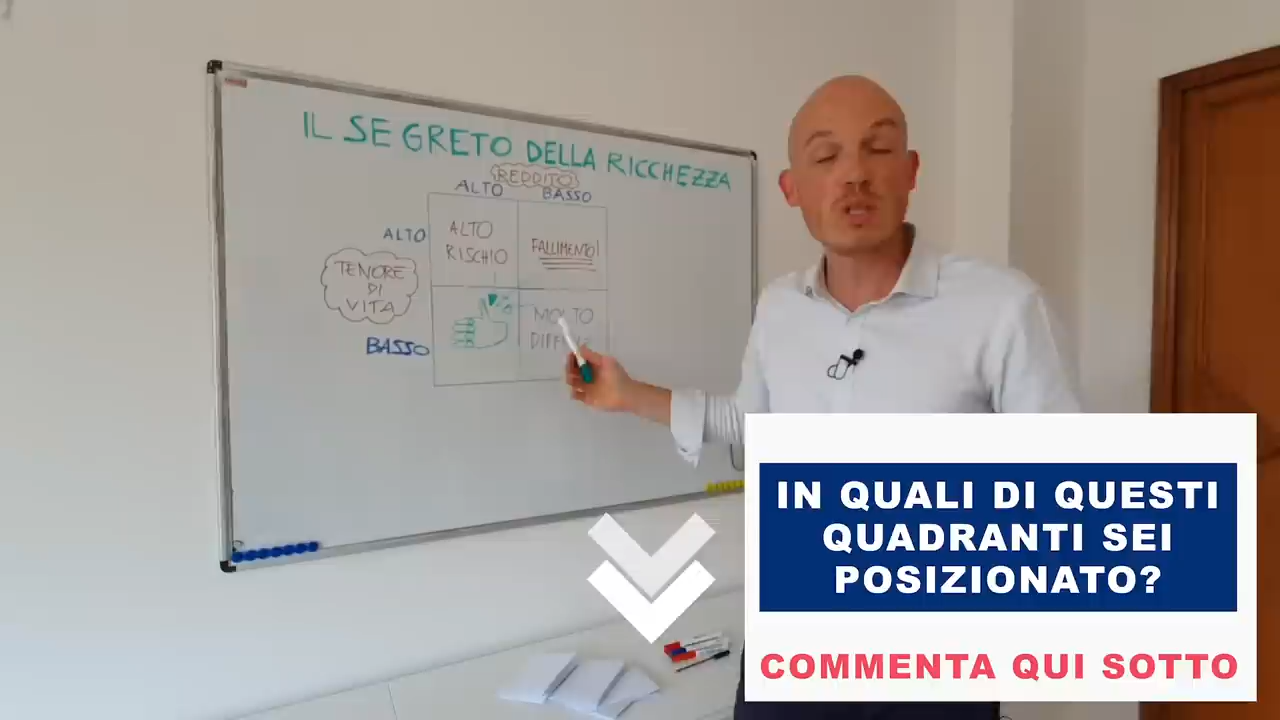 IL SEGRETO DELLA RICCHEZZA
REDDITO
ALTO BASSO
ALTO
ALTO
RISCHIO
FALLIMENTO!
TENORE
DI
VITA
BASSO
MOLTO
IN QUALI DI QUESTI
QUADRANTI SEI
POSIZIONATO?
COMMENTA QUI SOTTO